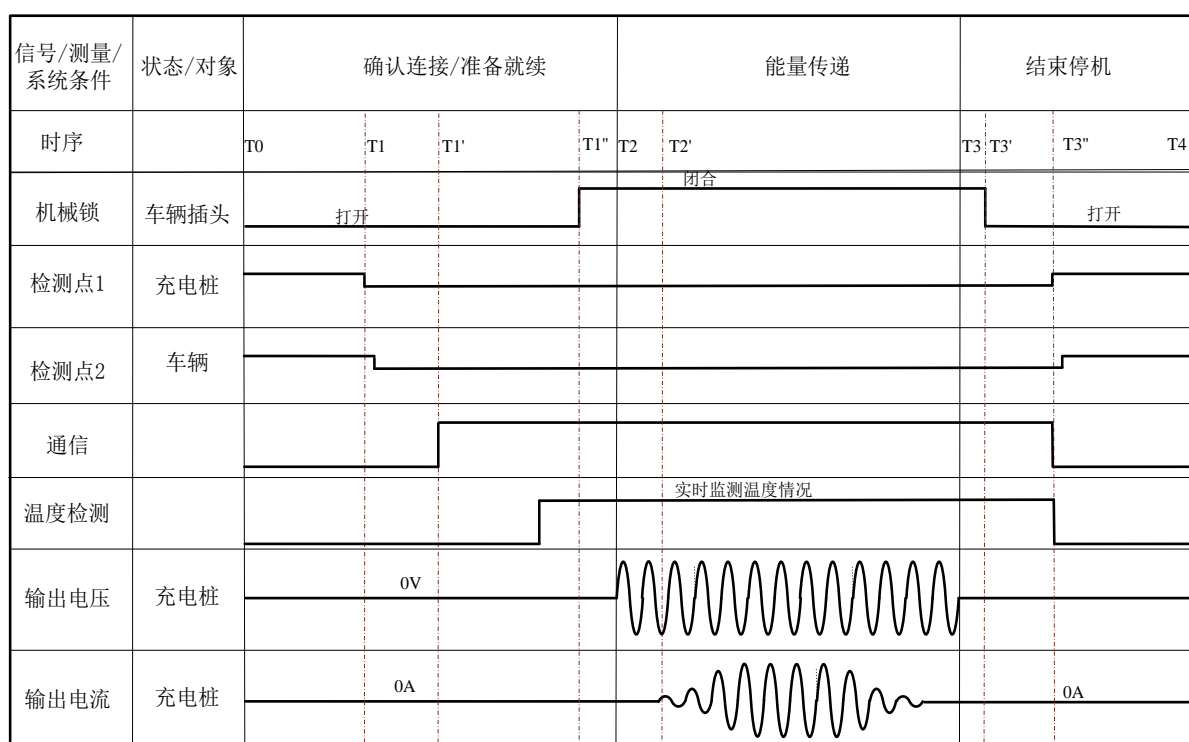 信号/测量/
系统条件
状态/对象
确认连接/准备就续
能量传递
结束停机
时序
T0
T1
T1'
T1"
T2
T2'
T3
T3'
T3"
T4
机械锁
车辆插头
打开
闭合
打开
检测点1
充电桩
检测点2
车辆
通信
温度检测
实时监测温度情况
输出电压
充电桩
0V
输出电流
充电桩
0A
0A